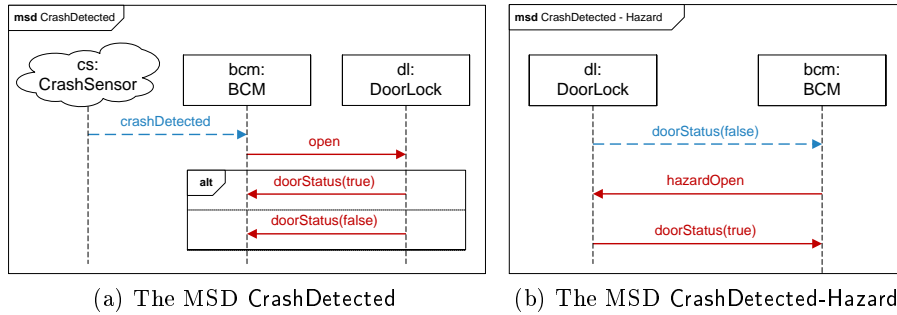 msd CrashDetected
cs:
CrashSensor
bcm:
BCM
dl:
DoorLock
crashDetected
open
alt
doorStatus(true)
doorStatus(false)
(a) The MSD CrashDetected
msd CrashDetected - Hazard
dl:
DoorLock
bcm:
BCM
doorStatus(false)
hazardOpen
doorStatus(true)
(b) The MSD CrashDetected-Hazard